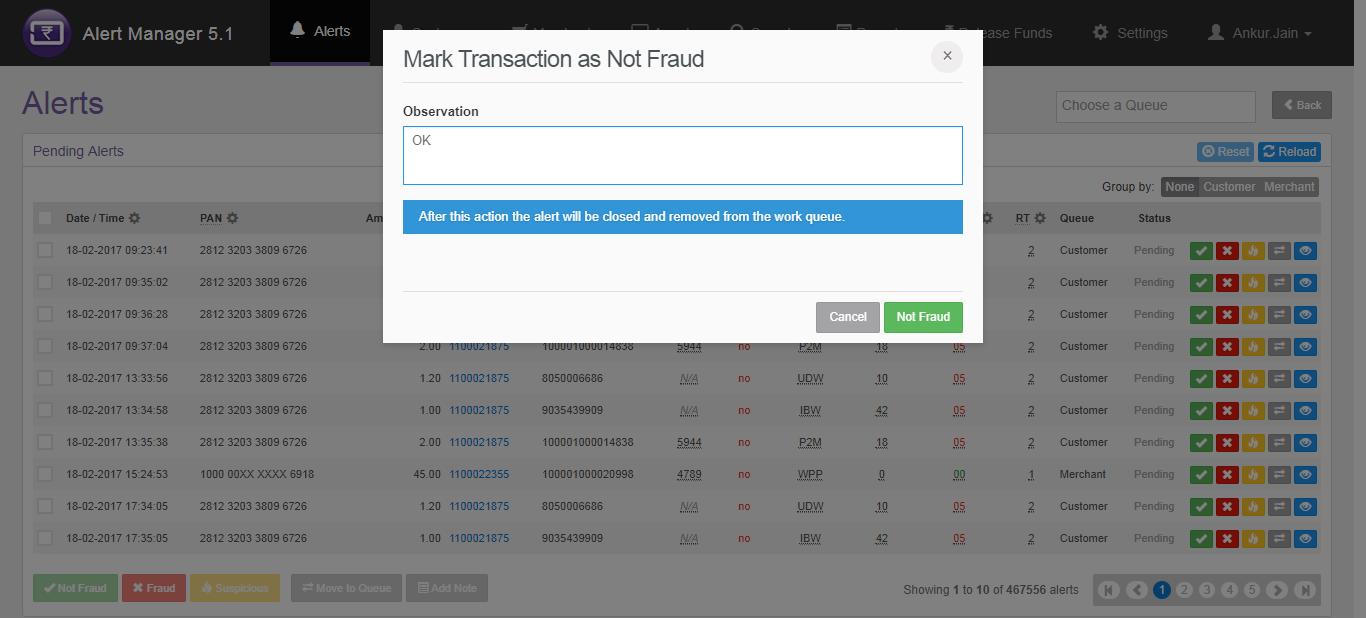 Alert Manager 5.1
Alerts
ease Funds
Settings
Ankur.Jain
Mark Transaction as Not Fraud
×
Alerts
Choose a Queue
Back
Observation
OK
Pending Alerts
Reset Reload
Group by: None Customer Merchant
After this action the alert will be closed and removed from the work queue.
Date / Time PAN Am RT Queue Status
18-02-2017 09:23:41 2812 3203 3809 6726 2 Customer Pending
18-02-2017 09:35:02 2812 3203 3809 6726 2 Customer Pending
18-02-2017 09:36:28 2812 3203 3809 6726 2 Customer Pending
Cancel Not Fraud
18-02-2017 09:37:04 2812 3203 3809 6726 2.00 1100021875 100001000014838 5944 no P2M 18 05 2 Customer Pending
18-02-2017 13:33:56 2812 3203 3809 6726 1.20 1100021875 8050006686 N/A no UDW 10 05 2 Customer Pending
18-02-2017 13:34:58 2812 3203 3809 6726 1.00 1100021875 9035439909 N/A no IBW 42 05 2 Customer Pending
18-02-2017 13:35:38 2812 3203 3809 6726 2.00 1100021875 100001000014838 5944 no P2M 18 05 2 Customer Pending
18-02-2017 15:24:53 1000 00XX XXXX 6918 45.00 1100022355 100001000020998 4789 no WPP 0 00 1 Merchant Pending
18-02-2017 17:34:05 2812 3203 3809 6726 1.20 1100021875 8050006686 N/A no UDW 10 05 2 Customer Pending
18-02-2017 17:35:05 2812 3203 3809 6726 1.00 1100021875 9035439909 N/A no IBW 42 05 2 Customer Pending
Not Fraud Fraud Suspicious Move to Queue Add Note Showing 1 to 10 of 467556 alerts 1 2 3 4 5